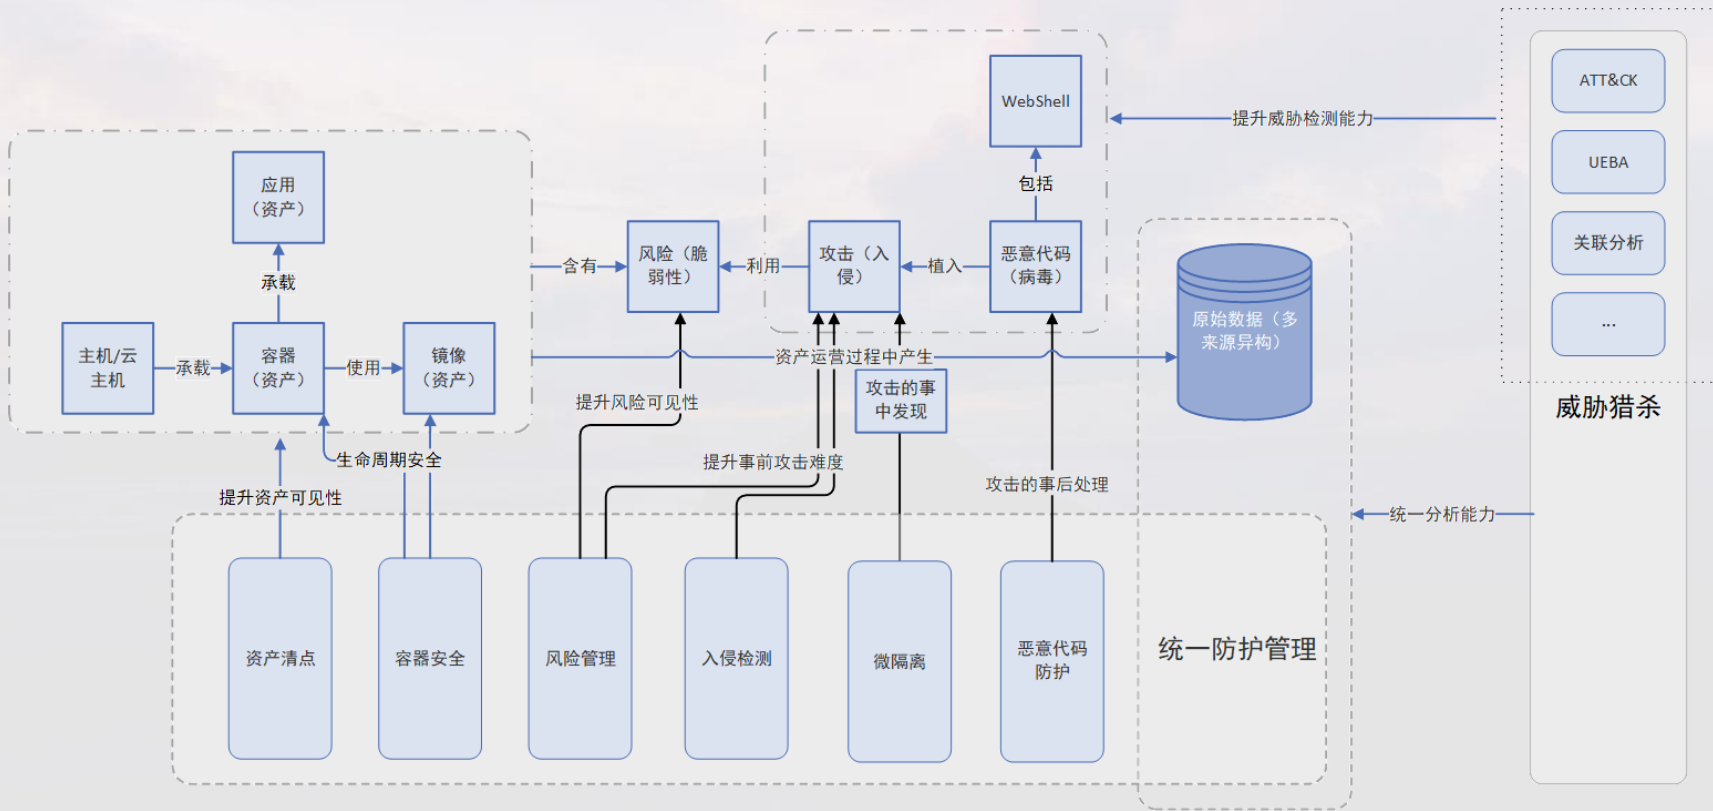 ATT&CK
WebShell
提升威胁检测能力
UEBA
应用
（资产）
包括
关联分析
承载
含有
风险（脆
弱性）
利用
攻击（入
侵）
植入
恶意代码
（病毒）
原始数据（多
来源异构）
...
主机/云
主机
承载
容器
（资产）
使用
镜像
（资产）
资产运营过程中产生
攻击的事
中发现
提升风险可见性
威胁猎杀
生命周期安全
提升事前攻击难度
提升资产可见性
攻击的事后处理
统一分析能力
资产清点
容器安全
风险管理
入侵检测
微隔离
恶意代码
防护
统一防护管理